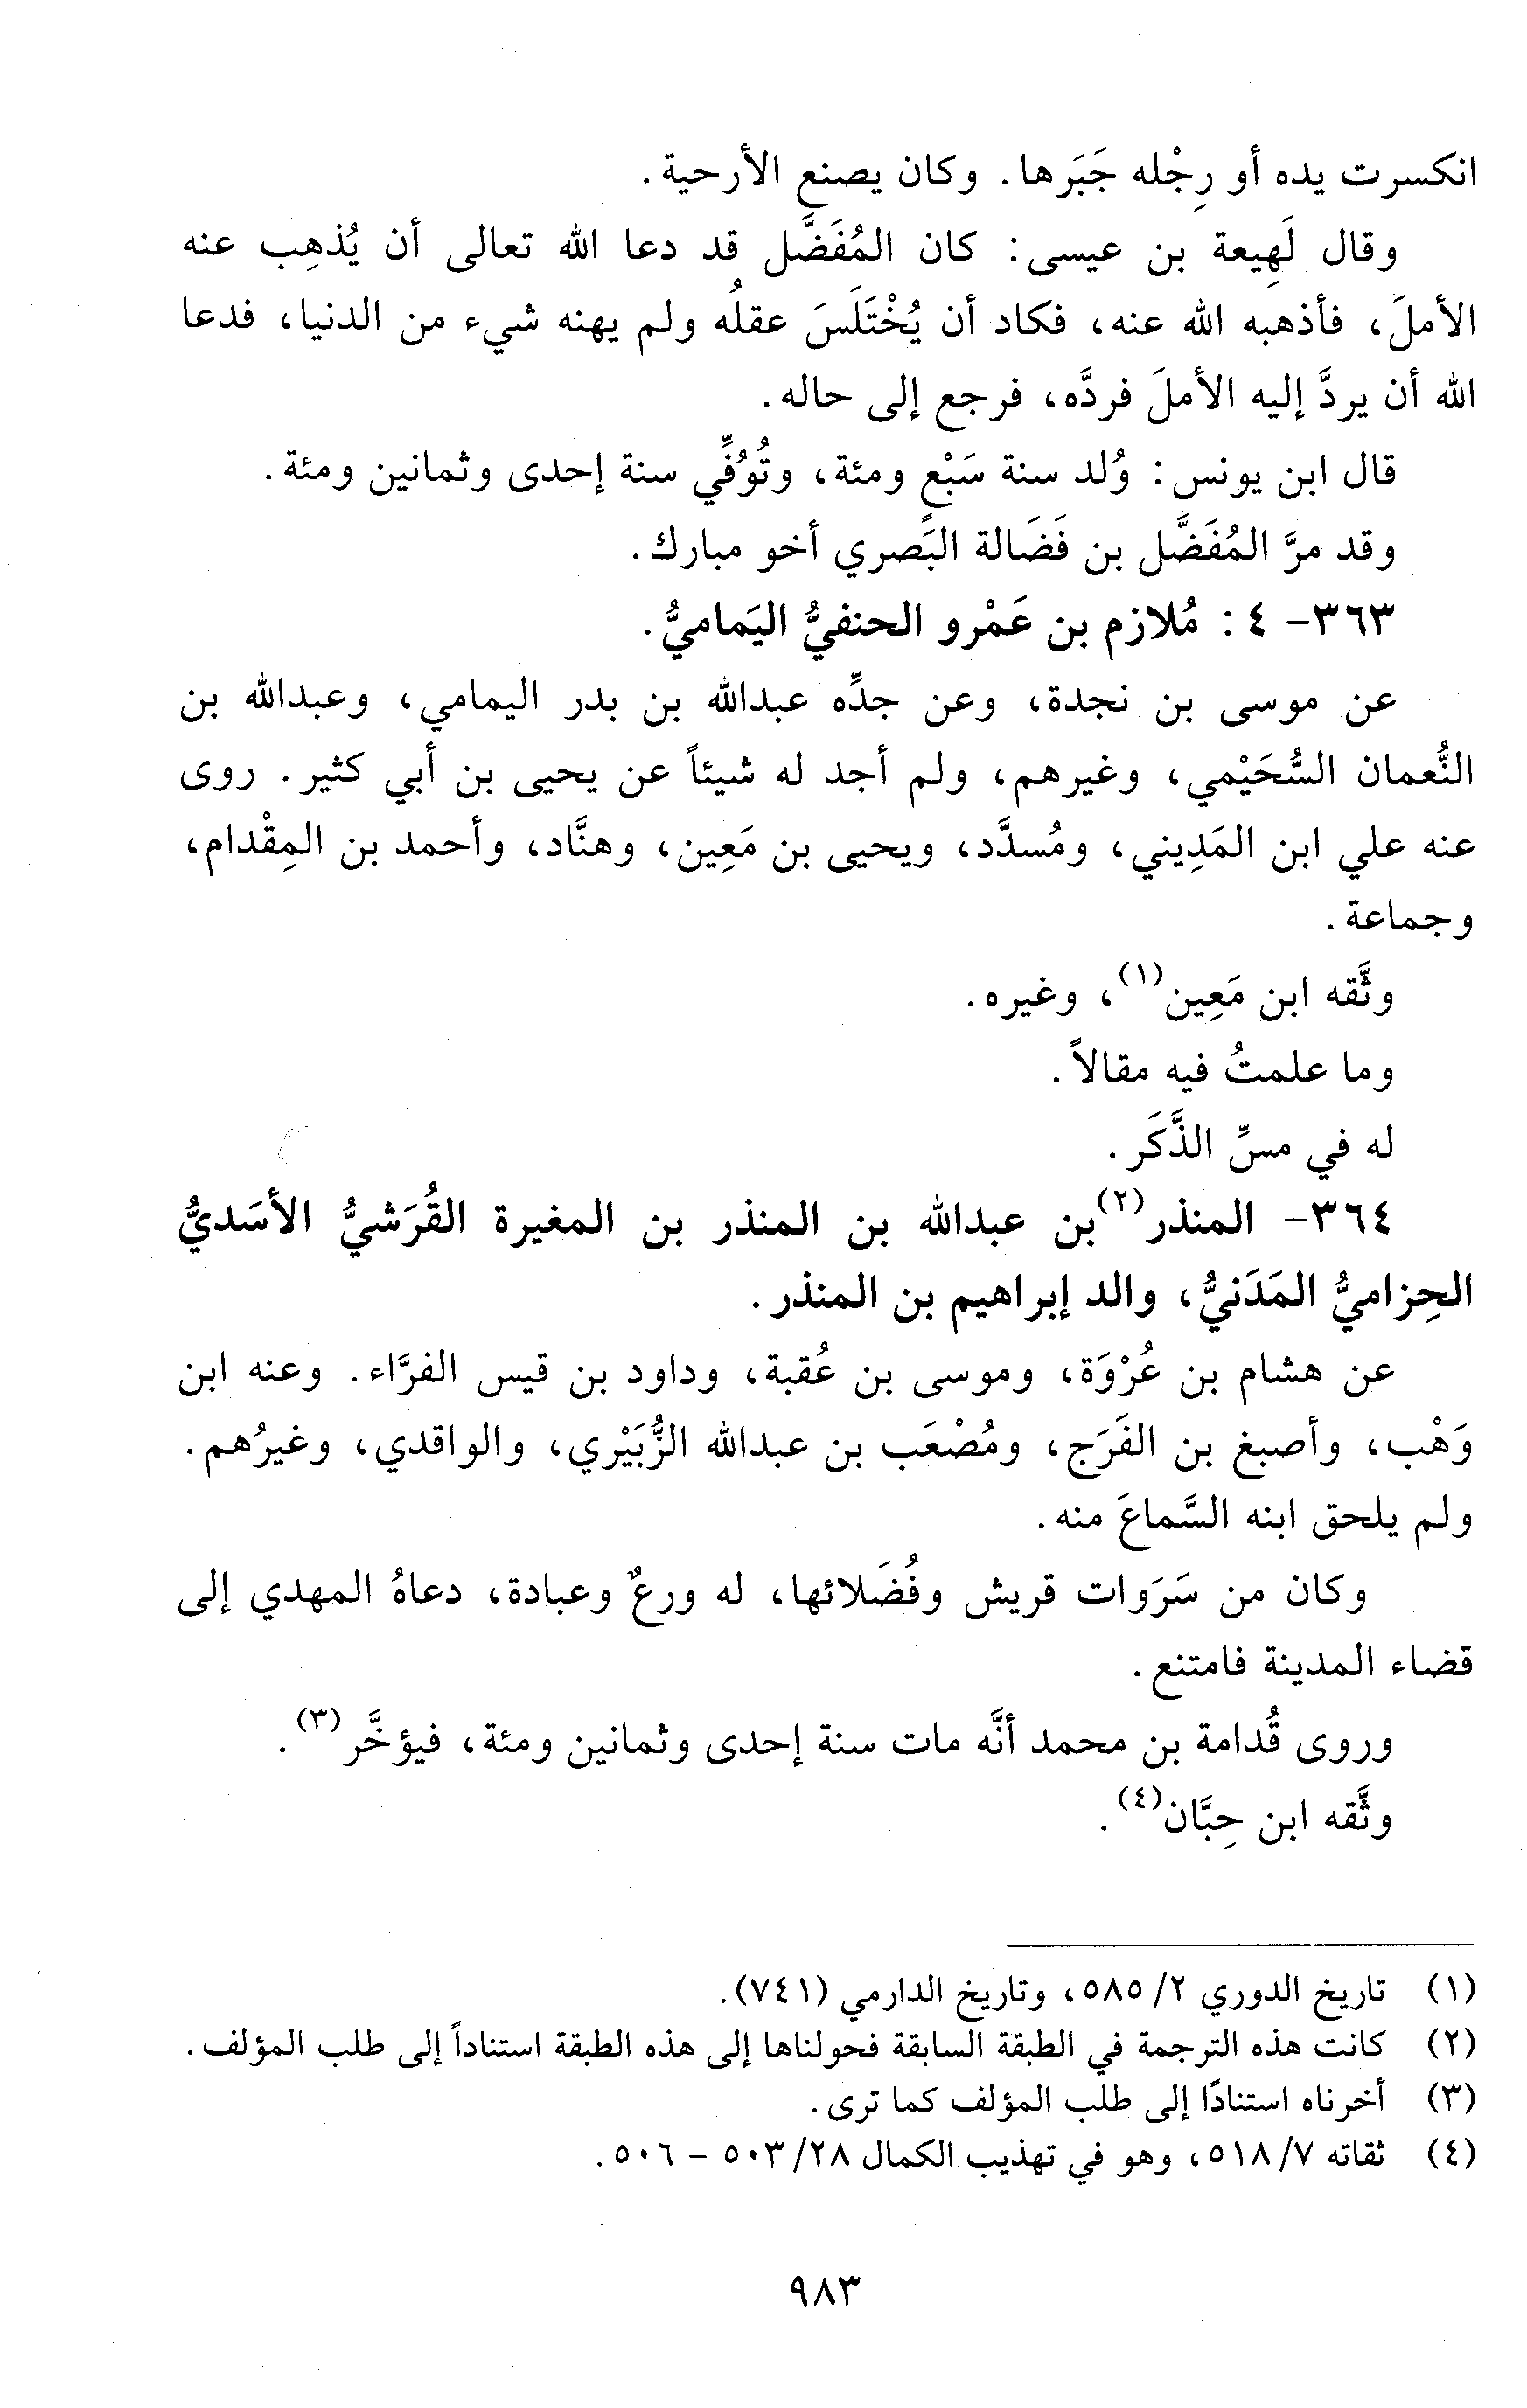 انكسرت يده أو رِجْله جَبَرها. وكان يصنع الأرحية.
وقال لَهِيعة بن عيسى: كان المُفَضَّل قد دعا الله تعالى أن يُذهِب عنه
الأملَ، فأذهبه الله عنه، فكاد أن يُخْتَلَسَ عقلُه ولم يهنه شيء من الدنيا، فدعا
الله أن يردَّ إليه الأملَ فردَّه، فرجع إلى حاله.
قال ابن يونس: وُلد سنة سَبْع ومئة، وتُوُفِّي سنة إحدى وثمانين ومئة.
وقد مرَّ المُفَضَّل بن فَضَالة البَصري أخو مبارك.
٣٦٣- ٤: مُلازم بن عَمْرو الحنفيُّ اليَماميُّ.
عن موسى بن نجدة، وعن جدِّه عبدالله بن بدر اليمامي، وعبدالله بن
النُّعمان السُّحَيْمي، وغيرهم، ولم أجد له شيئاً عن يحيى بن أبي كثير. روى
عنه علي ابن المَدِيني، ومُسدَّد، ويحيى بن مَعِين، وهنَّاد، وأحمد بن المِقْدام،
وجماعة.
وثَّقه ابن مَعِين(١)، وغيره.
وما علمتُ فيه مقالاً.
له في مسِّ الذَّكَر.
٣٦٤- المنذر(٢)بن عبدالله بن المنذر بن المغيرة القُرَشيُّ الأسَديُّ
الحِزاميُّ المَدَنيُّ، والد إبراهيم بن المنذر.
عن هشام بن عُرْوَة، وموسى بن عُقبة، وداود بن قيس الفرَّاء. وعنه ابن
وَهْب، وأصبغ بن الفَرَج، ومُصْعَب بن عبدالله الزُّبَيْري، والواقدي، وغيرُهم.
ولم يلحق ابنه السَّماعَ منه.
وكان من سَرَوات قريش وفُضَلائها، له ورعٌ وعبادة، دعاهُ المهدي إلى
قضاء المدينة فامتنع.
وروى قُدامة بن محمد أنَّه مات سنة إحدى وثمانين ومئة، فيؤخَّر(٣).
وثَّقه ابن حِبَّان(٤).
(١) تاريخ الدوري ٢/ ٥٨٥، وتاريخ الدارمي (٧٤١).
(٢) كانت هذه الترجمة في الطبقة السابقة فحولناها إلى هذه الطبقة استناداً إلى طلب المؤلف.
(٣) أخرناه استنادًا إلى طلب المؤلف كما ترى.
(٤) ثقاته ٧/ ٥١٨، وهو في تهذيب الكمال ٢٨/ ٥٠٣ - ٥٠٦.
٩٨٣